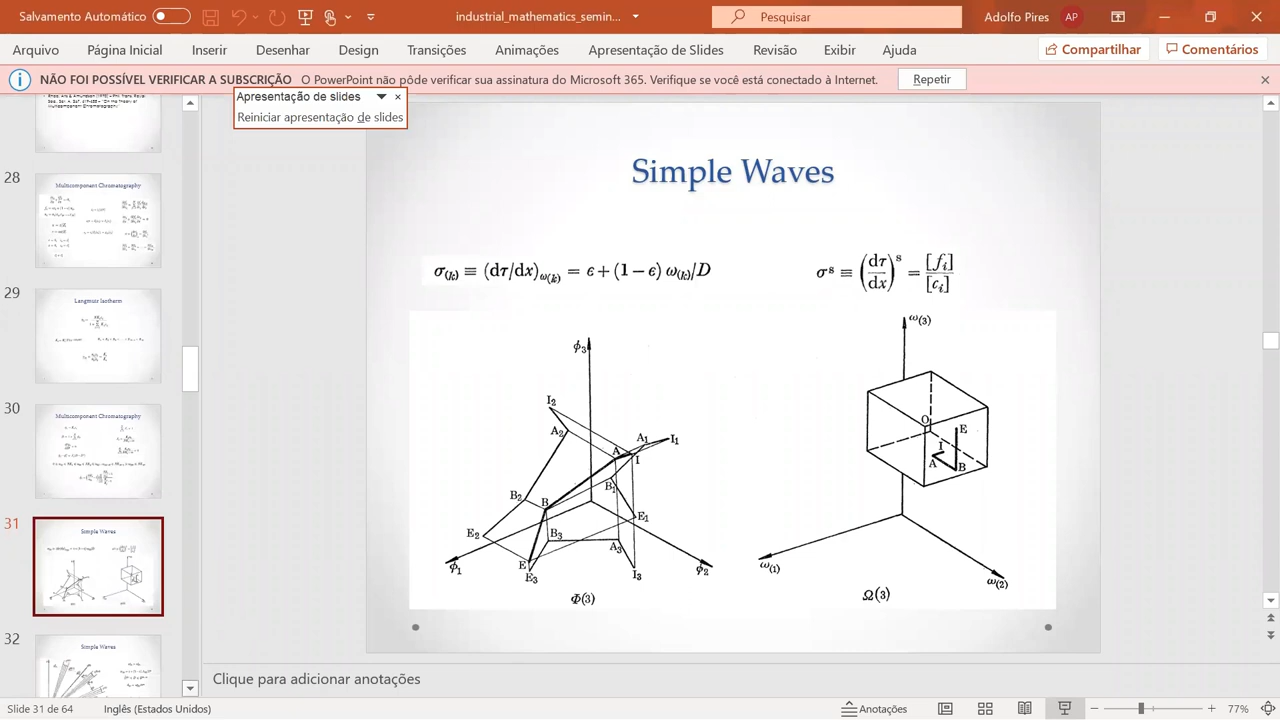 Salvamento Automático
industrial_mathematics_semin...
Pesquisar
Adolfo Pires
AP
Arquivo
Página Inicial
Inserir
Desenhar
Design
Transições
Animações
Apresentação de Slides
Revisão
Exibir
Ajuda
Compartilhar
Comentários
NÃO FOI POSSÍVEL VERIFICAR A SUBSCRIÇÃO O PowerPoint não pôde verificar sua assinatura do Microsoft 365. Verifique se você está conectado à Internet.
Repetir
Apresentação de slides
Reiniciar apresentação de slides
28
Multicomponent Chromatography
29
Langmuir Isotherm
30
Multicomponent Chromatography
31
Simple Waves
32
Simple Waves
Simple Waves
σ(k) ≡ (dτ/dx)ω(k) = ϵ + (1 − ϵ) ω(k)/D
σˢ ≡ (dτ/dx)ˢ = [fᵢ]/[cᵢ]
ϕ3
I2
A2
A1
I1
A
I
B1
B2
B
E1
E2
B3
A3
E
E3
I3
ϕ1
ϕ2
Φ(3)
ω(3)
O
E
I
A
B
ω(1)
ω(2)
Ω(3)
Clique para adicionar anotações
Slide 31 de 64
Inglês (Estados Unidos)
Anotações
77%